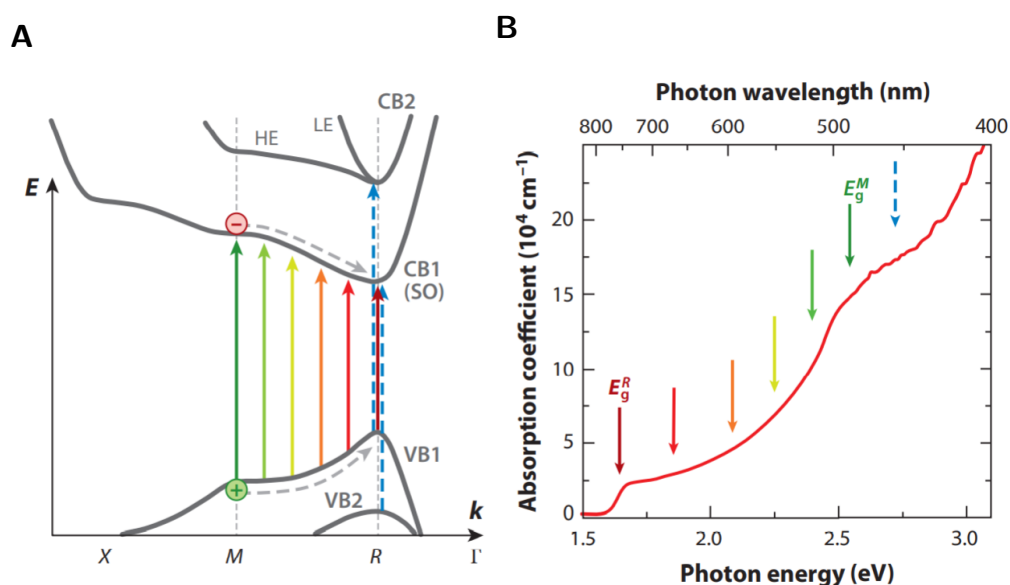 A
B
CB2
LE
HE
E
−
CB1
(SO)
VB1
+
VB2
k
X
M
R
Γ
Photon wavelength (nm)
800 700 600 500 400
Absorption coefficient (10⁴ cm⁻¹)
20
15
10
5
0
E_g^M
E_g^R
1.5 2.0 2.5 3.0
Photon energy (eV)